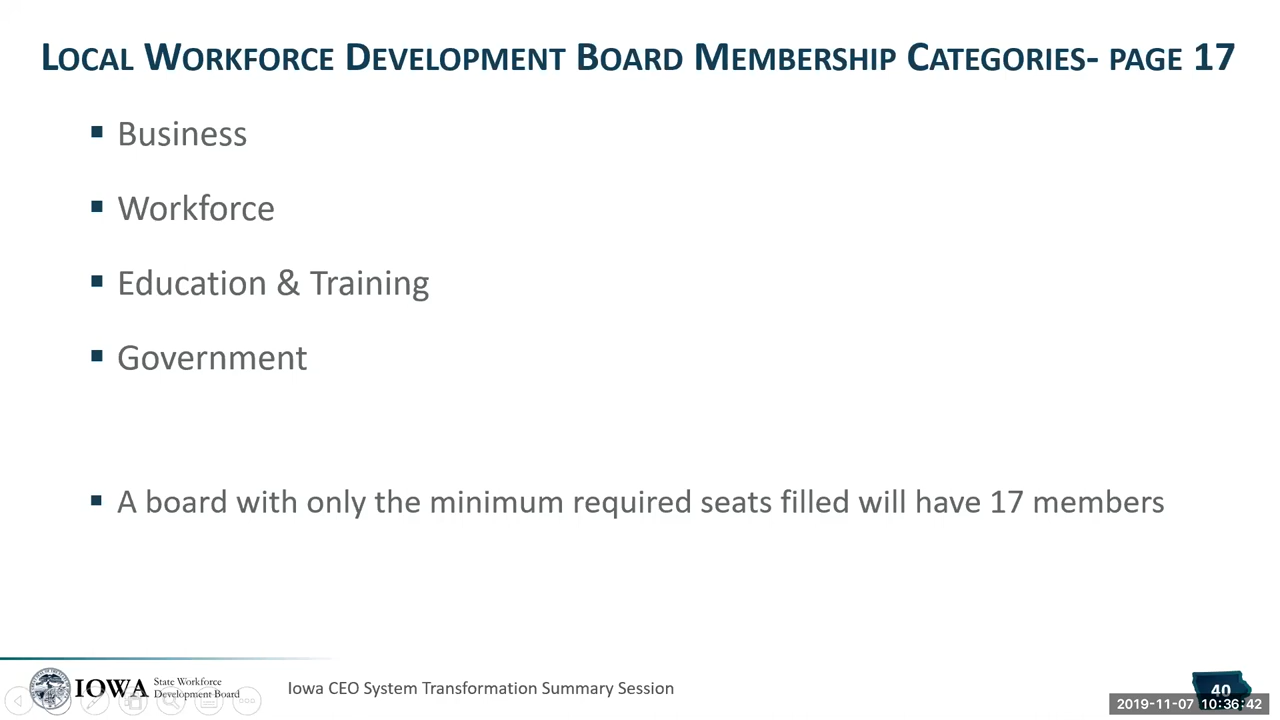 LOCAL WORKFORCE DEVELOPMENT BOARD MEMBERSHIP CATEGORIES- PAGE 17
▪ Business
▪ Workforce
▪ Education & Training
▪ Government
▪ A board with only the minimum required seats filled will have 17 members
IOWA State Workforce
Development Board
Iowa CEO System Transformation Summary Session
40
2019-11-07 10:36:42